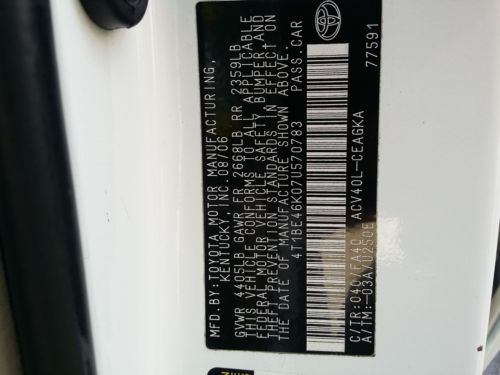 MFD. BY: TOYOTA MOTOR MANUFACTURING,
KENTUCKY, INC. 08/06
GVWR 4405LB GAWR FR 2668LB RR 2359LB
THIS VEHICLE CONFORMS TO ALL APPLICABLE
FEDERAL MOTOR VEHICLE SAFETY, BUMPER, AND
THEFT PREVENTION STANDARDS IN EFFECT ON
THE DATE OF MANUFACTURE SHOWN ABOVE.
4T1BE46K07U570783 PASS. CAR
C/TR: 040/FA40 ACV40L-CEAGKA
A/TM: -03A/U250E 77591